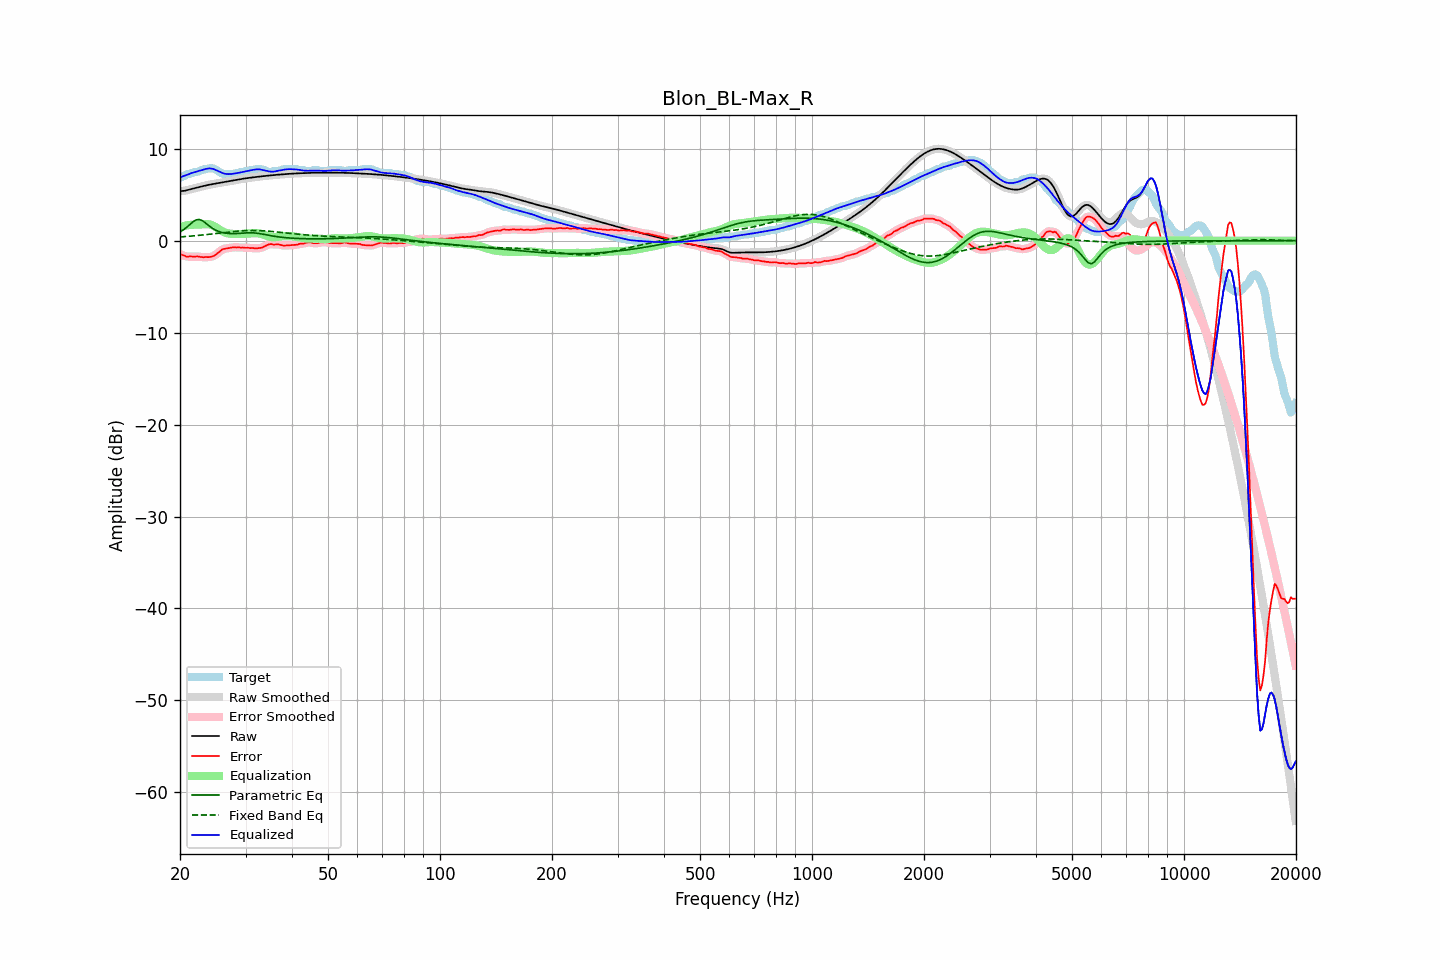 Blon_BL-Max_R
Amplitude (dBr)
10
0
−10
−20
−30
−40
−50
−60
Target
Raw Smoothed
Error Smoothed
Raw
Error
Equalization
Parametric Eq
Fixed Band Eq
Equalized
20 50 100 200 500 1000 2000 5000 10000 20000
Frequency (Hz)